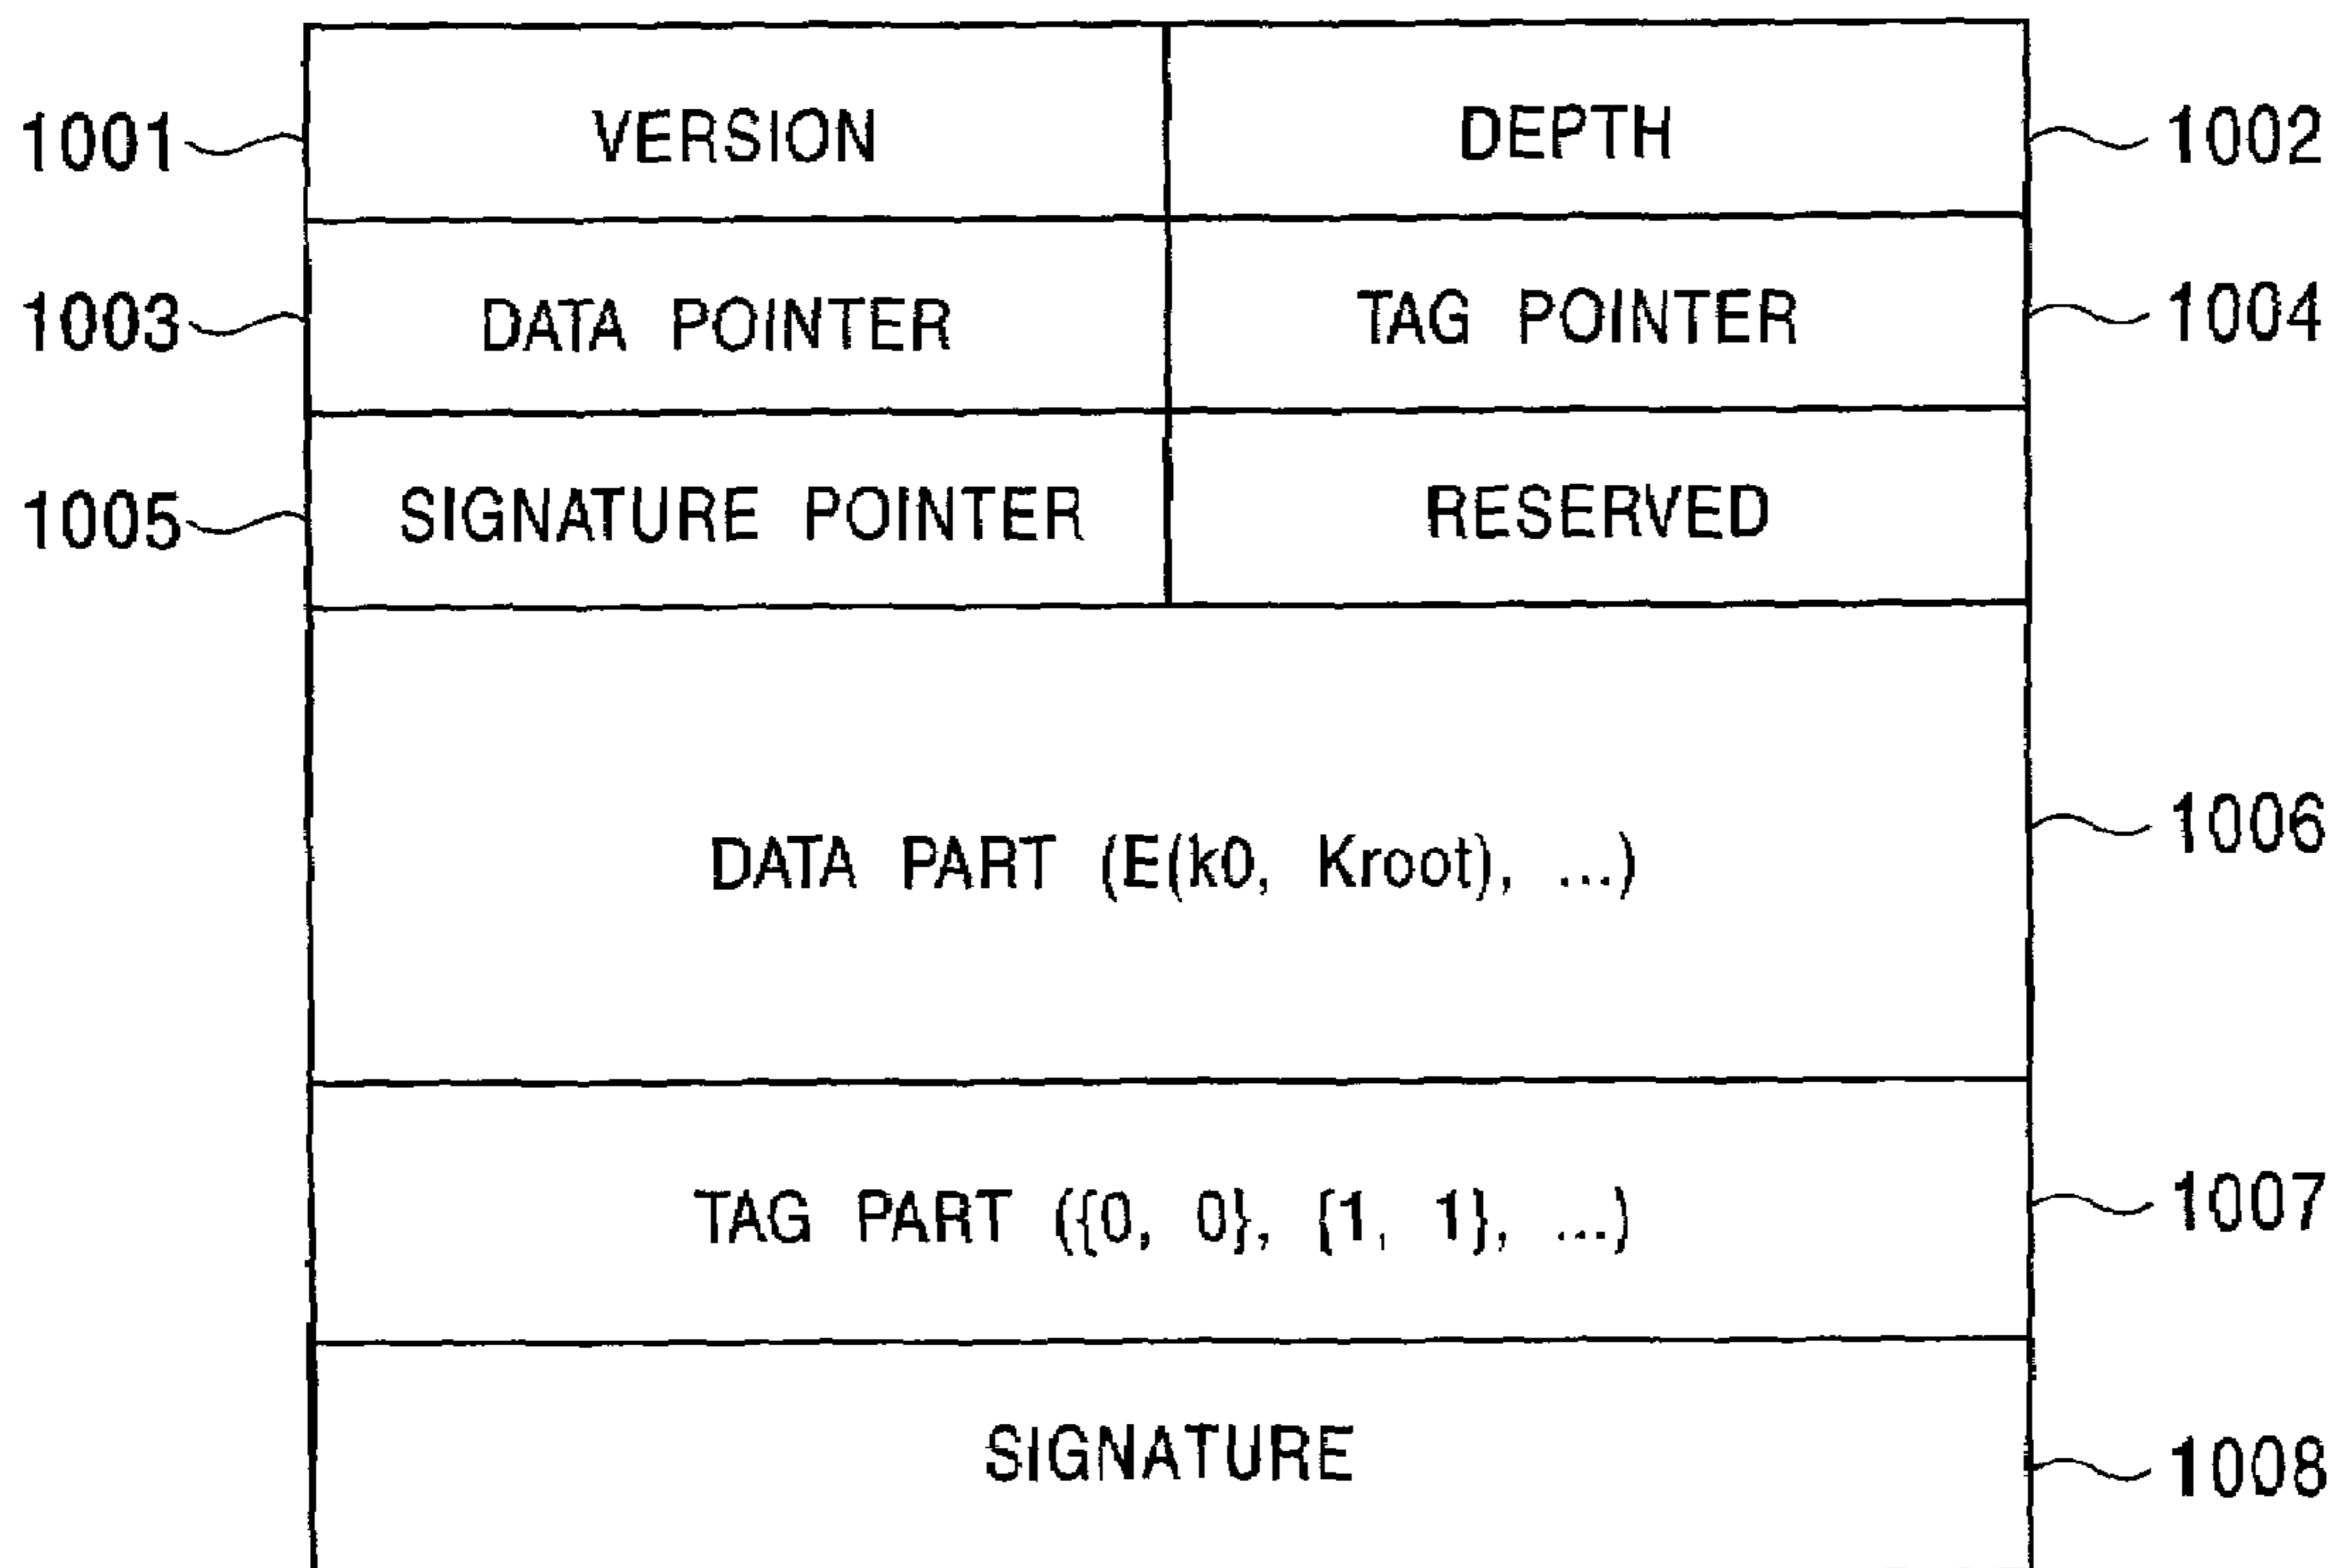 1001 VERSION DEPTH 1002
1003 DATA POINTER TAG POINTER 1004
1005 SIGNATURE POINTER RESERVED
DATA PART (E(k0, Kroot), ...) 1006
TAG PART ({0, 0}, {1, 1}, ...) 1007
SIGNATURE 1008